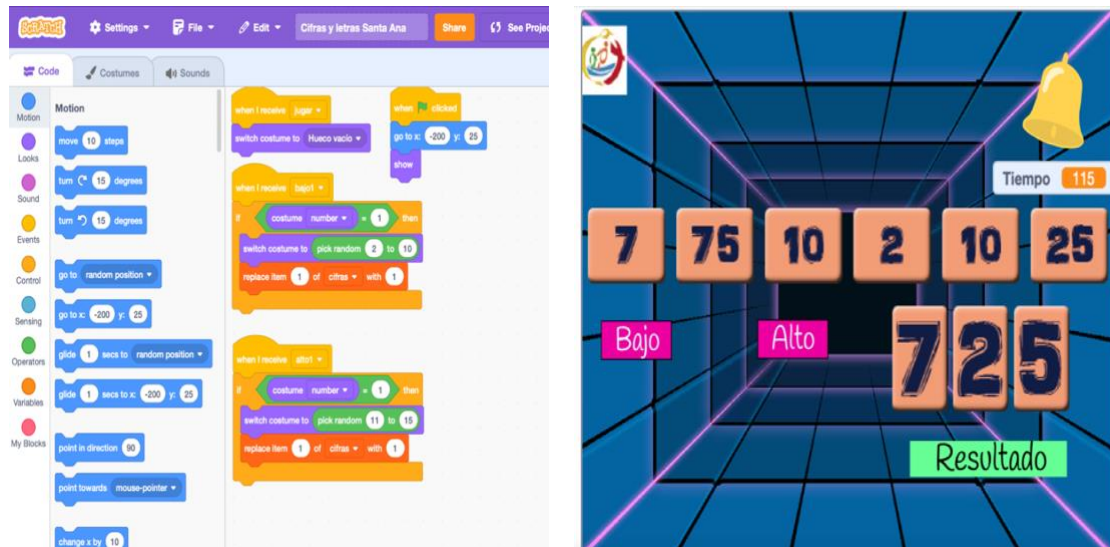 SCRATCH Settings File Edit Cifras y letras Santa Ana Share See Projec
Code Costumes Sounds
Motion
Looks
Sound
Events
Control
Sensing
Operators
Variables
My Blocks
Motion
move 10 steps
turn 15 degrees
turn 15 degrees
go to random position
go to x: -200 y: 25
glide 1 secs to random position
glide 1 secs to x: -200 y: 25
point in direction 90
point towards mouse-pointer
change x by 10
when I receive jugar
switch costume to Hueco vacio
when I receive bajo1
if costume number = 1 then
switch costume to pick random 2 to 10
replace item 1 of cifras with 1
when I receive alto1
if costume number = 1 then
switch costume to pick random 11 to 15
replace item 1 of cifras with 1
when clicked
go to x: -200 y: 25
show
Tiempo 115
7 75 10 2 10 25
Bajo Alto
725
Resultado